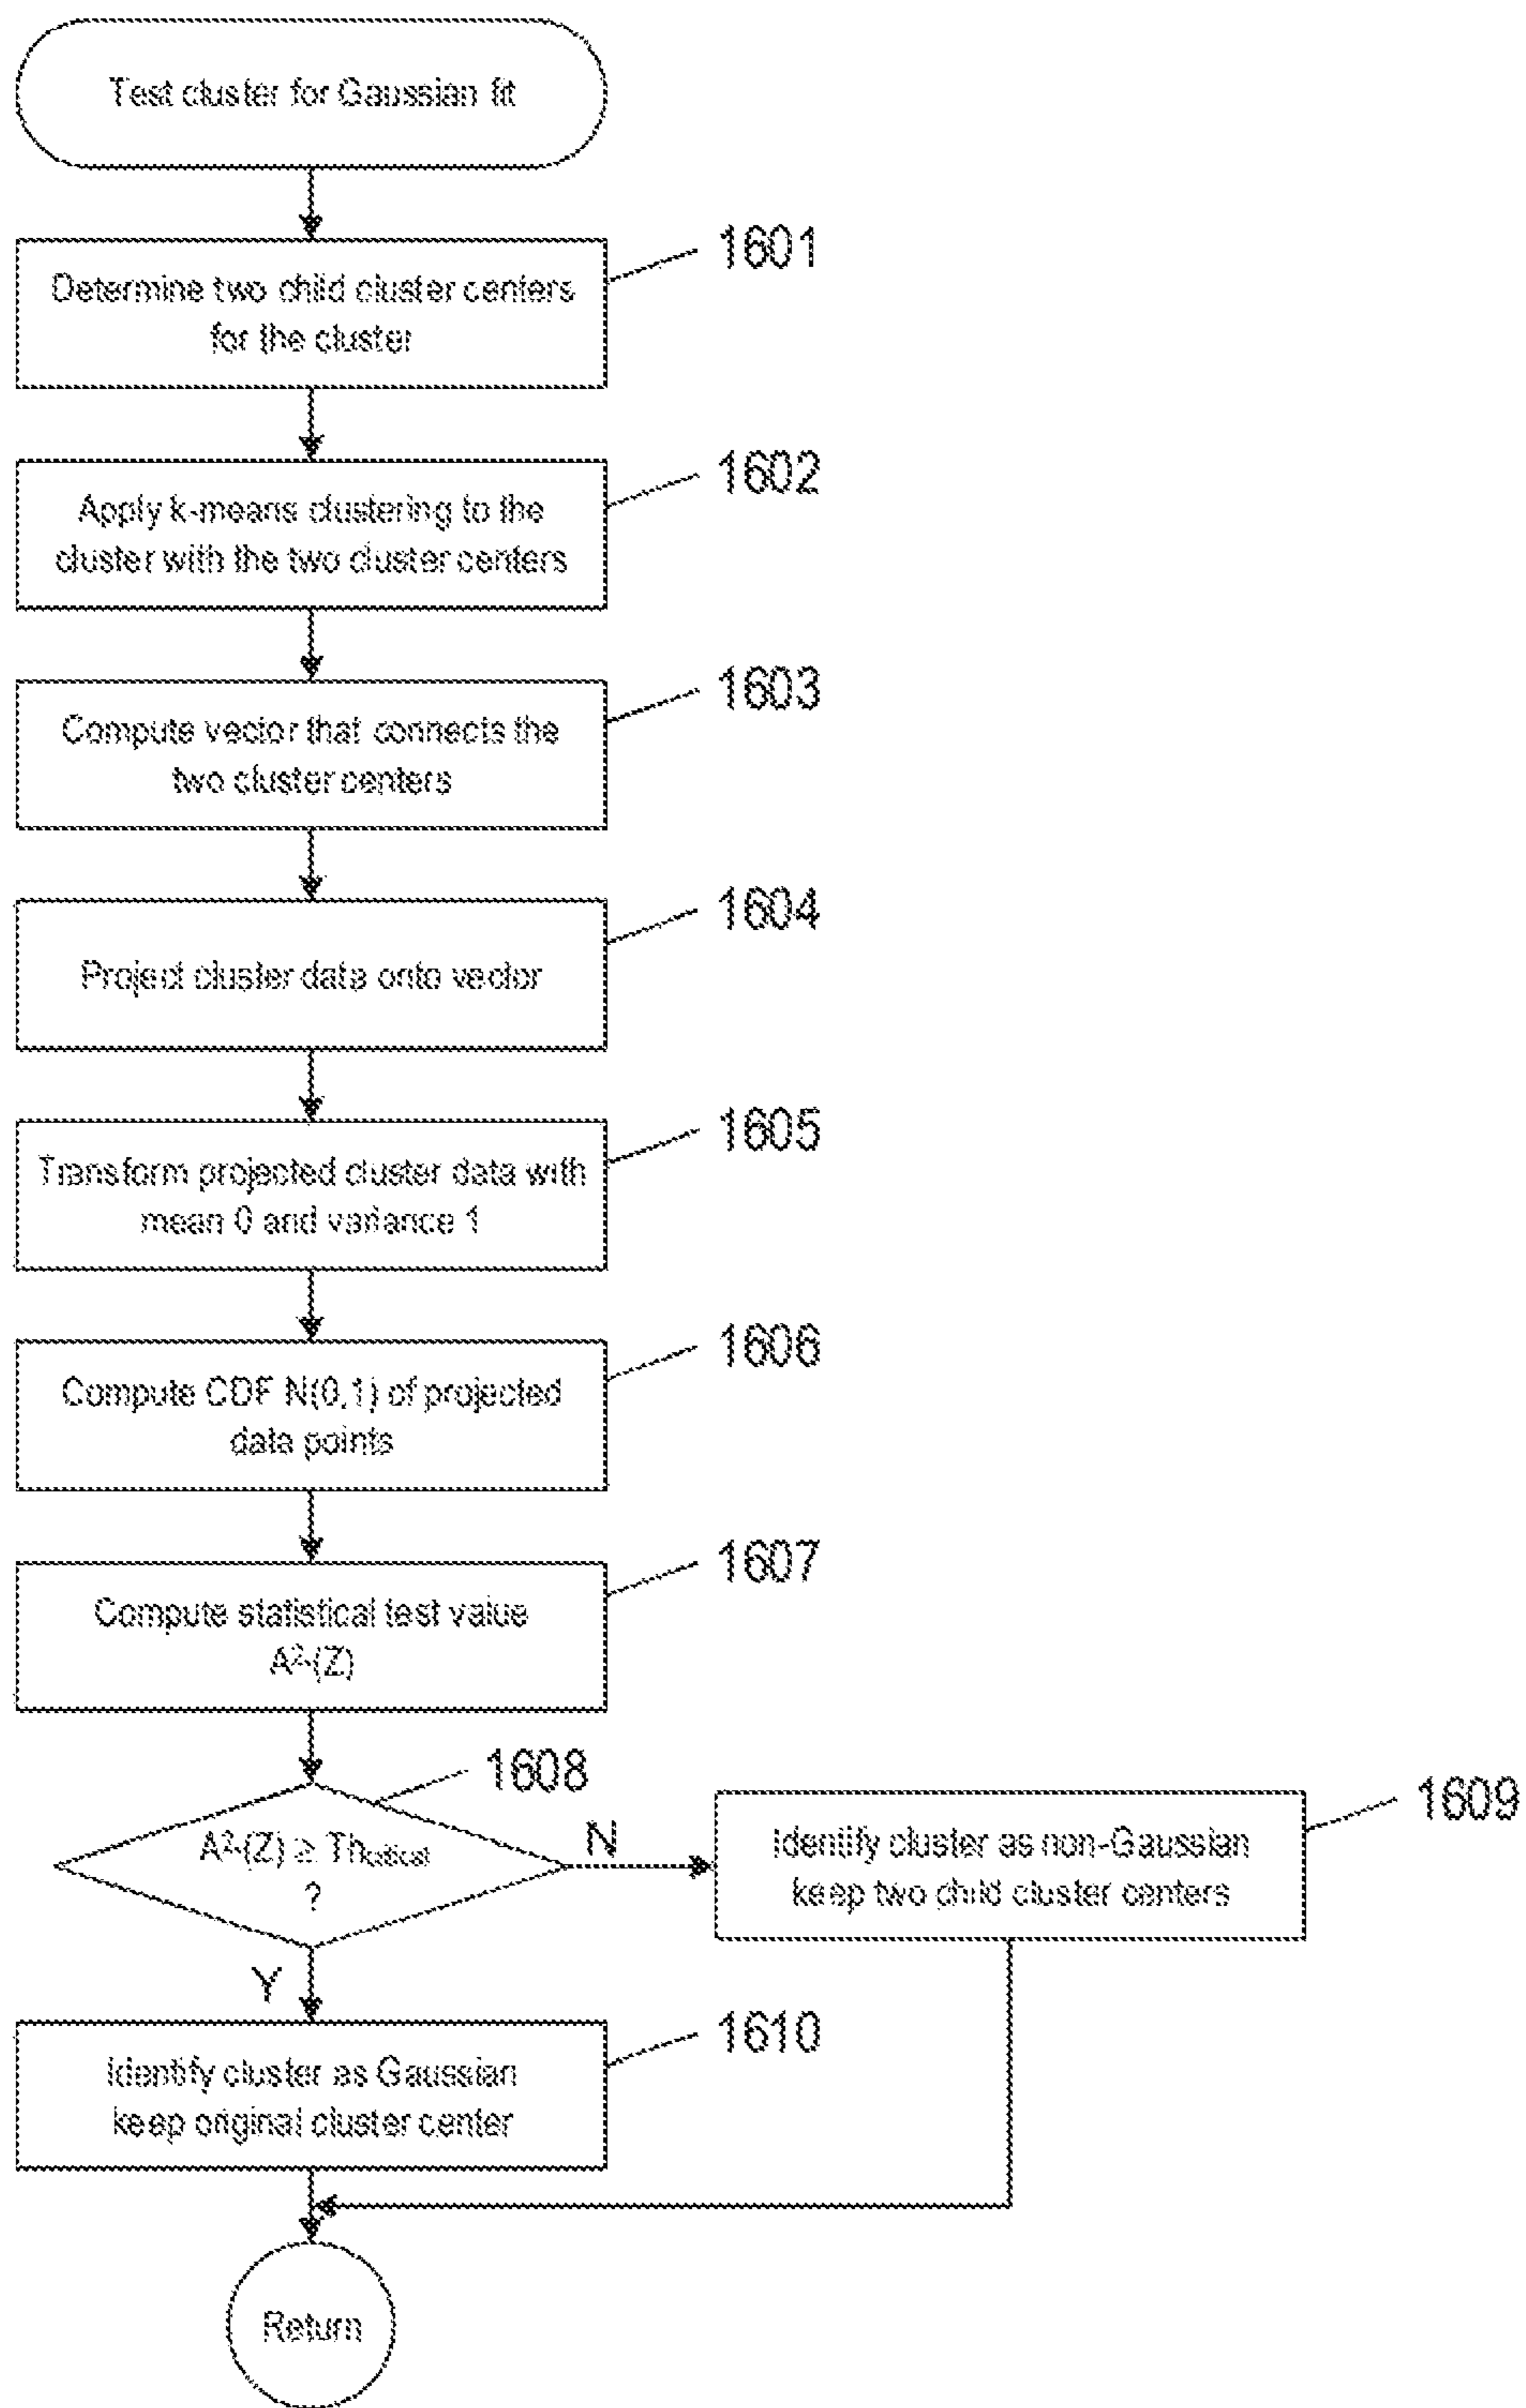 Test cluster for Gaussian fit
1601
Determine two child cluster centers
for the cluster
1602
Apply k-means clustering to the
cluster with the two cluster centers
1603
Compute vector that connects the
two cluster centers
1604
Project cluster data onto vector
1605
Transform projected cluster data with
mean 0 and variance 1
1606
Compute CDF N(0,1) of projected
data points
1607
Compute statistical test value
A²*(Z)
1608
A²*(Z) ≥ Th_critical
?
N
1609
Identify cluster as non-Gaussian
keep two child cluster centers
Y
1610
Identify cluster as Gaussian
keep original cluster center
Return